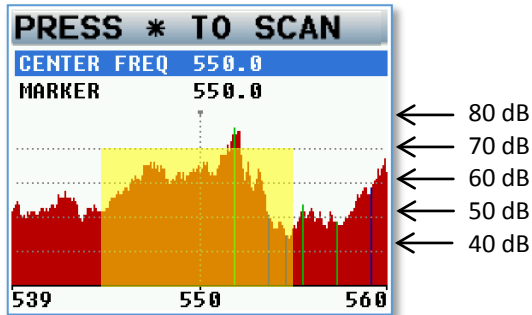 PRESS * TO SCAN
CENTER FREQ 550.0
MARKER 550.0
80 dB
70 dB
60 dB
50 dB
40 dB
539 550 560